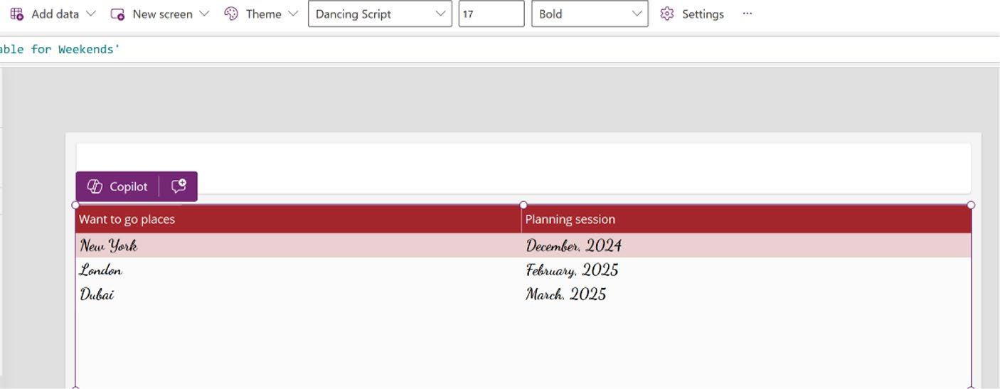 Add data New screen Theme Dancing Script 17 Bold Settings ...
able for Weekends'
Copilot
Want to go places Planning session
New York December, 2024
London February, 2025
Dubai March, 2025